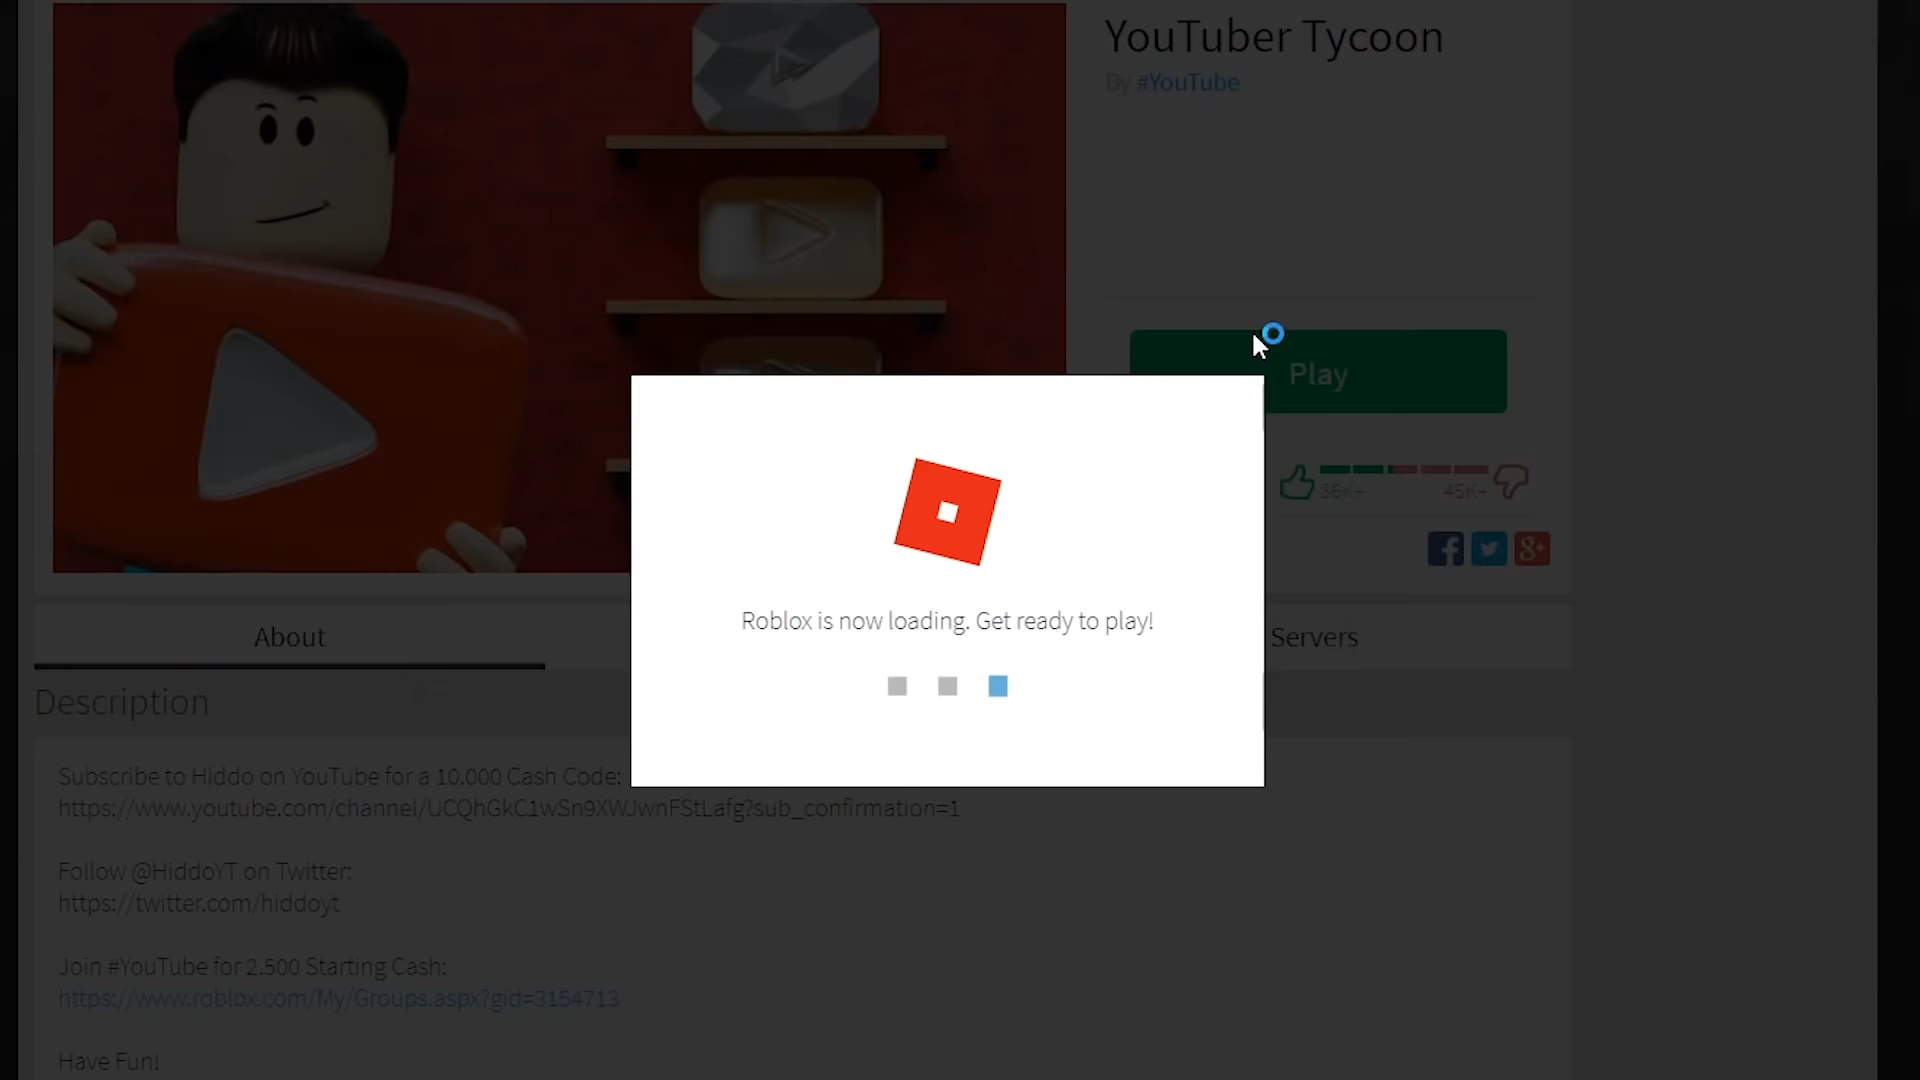 YouTuber Tycoon
By #YouTube
Play
36K+
45K+
Roblox is now loading. Get ready to play!
About
Servers
Description
Subscribe to Hiddo on YouTube for a 10.000 Cash Code:
https://www.youtube.com/channel/UCQhGkC1wSn9XWJwnFStLafg?sub_confirmation=1
Follow @HiddoYT on Twitter:
https://twitter.com/hiddoyt
Join #YouTube for 2.500 Starting Cash:
https://www.roblox.com/My/Groups.aspx?gid=3154713
Have Fun!